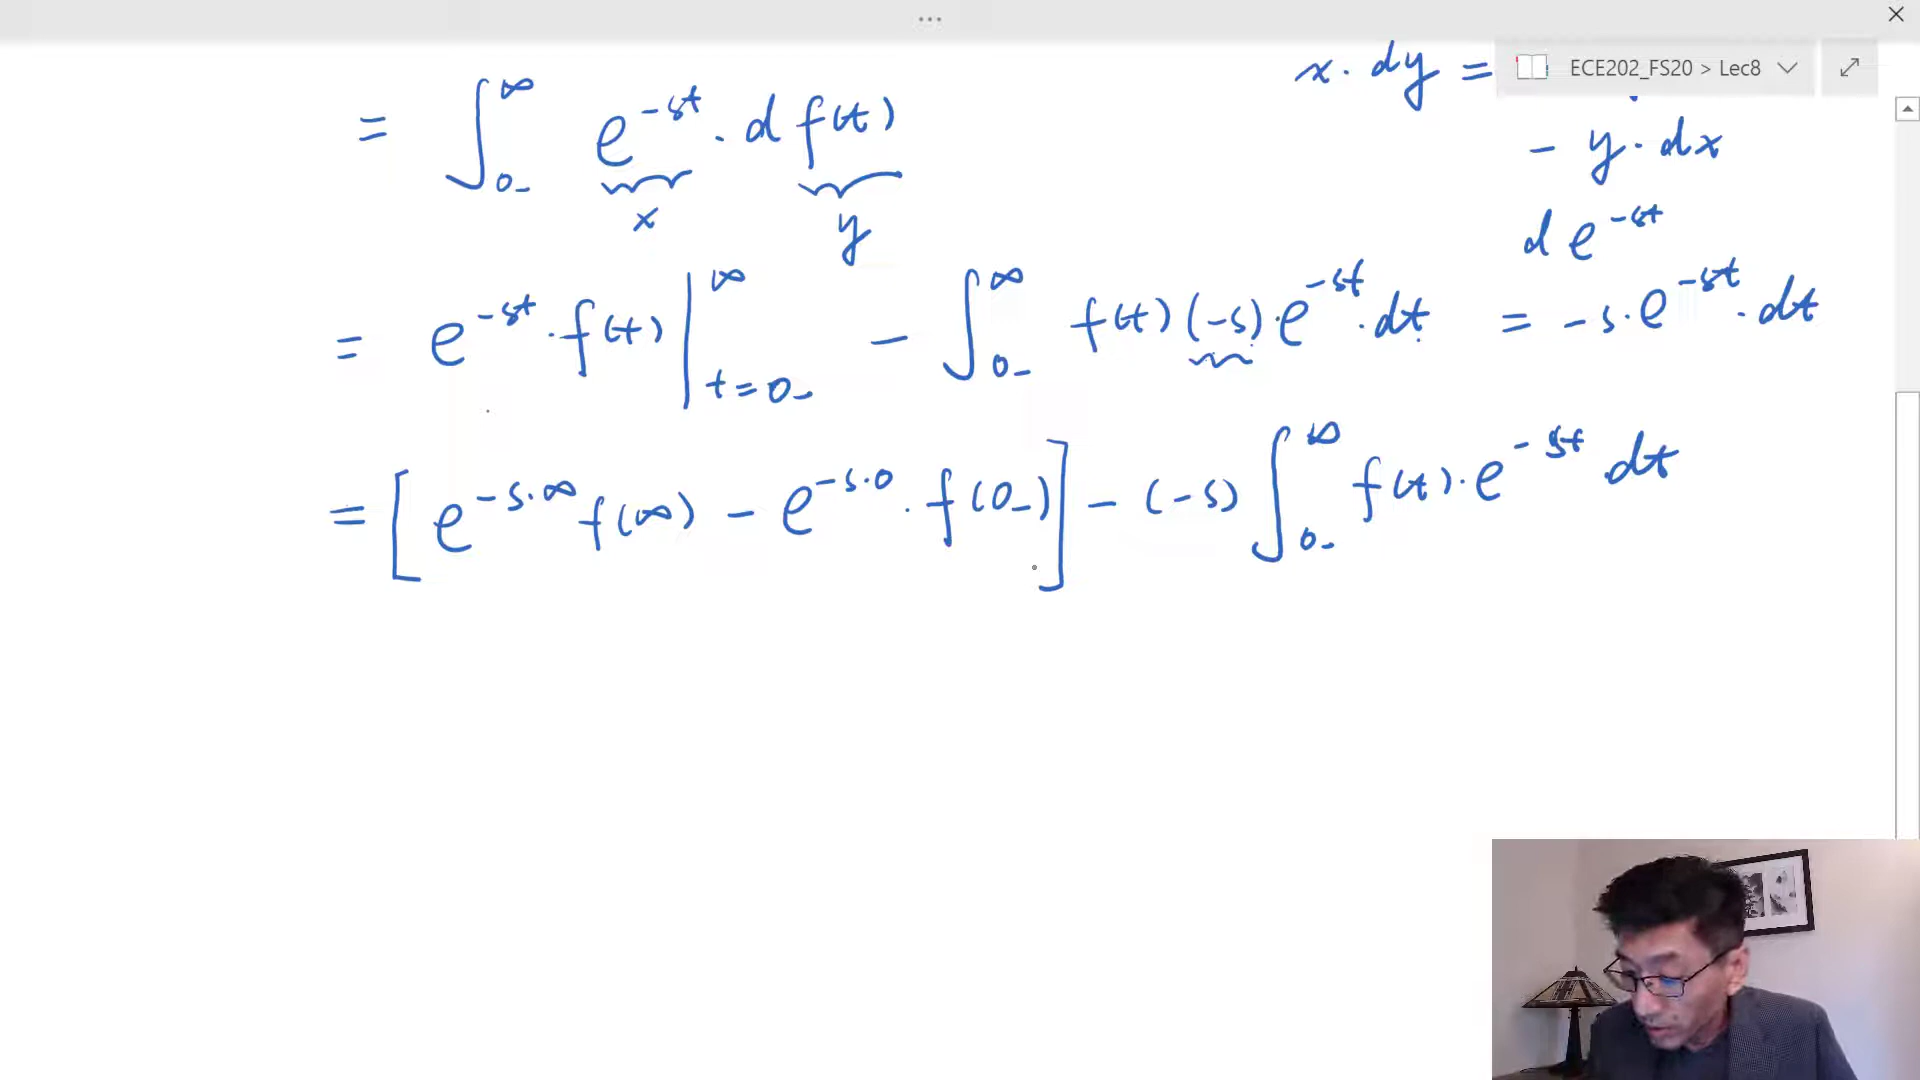 ...
x · dy =
ECE202_FS20 > Lec8
- y · dx
= ∫₀₋^∞ e^{-st} · d f(t)
x y
d e^{-st}
= e^{-st} · f(t) |_{t=0₋}^∞ - ∫₀₋^∞ f(t) (-s) · e^{-st} · dt
= -s · e^{-st} · dt
= [ e^{-s·∞} f(∞) - e^{-s·0} · f(0₋) ] - (-s) ∫₀₋^∞ f(t) · e^{-st} dt